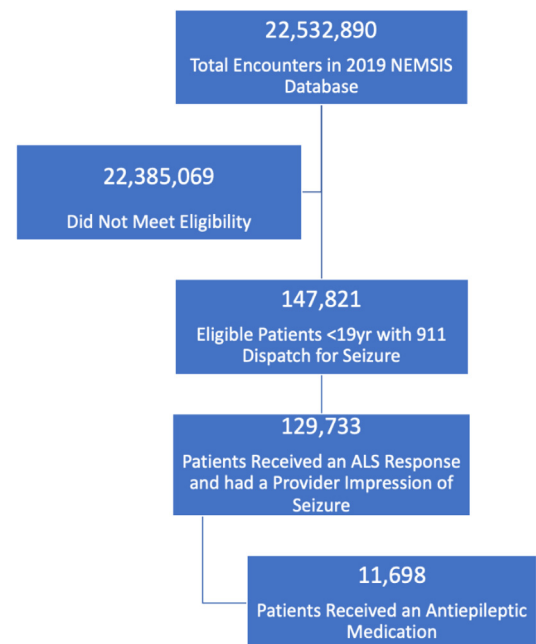 22,532,890
Total Encounters in 2019 NEMSIS
Database
22,385,069
Did Not Meet Eligibility
147,821
Eligible Patients <19yr with 911
Dispatch for Seizure
129,733
Patients Received an ALS Response
and had a Provider Impression of
Seizure
11,698
Patients Received an Antiepileptic
Medication